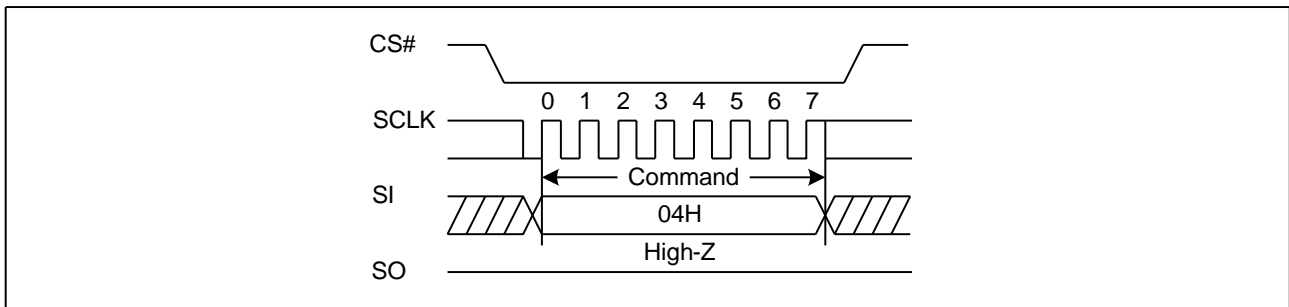 CS#
0 1 2 3 4 5 6 7
SCLK
Command
SI
04H
High-Z
SO